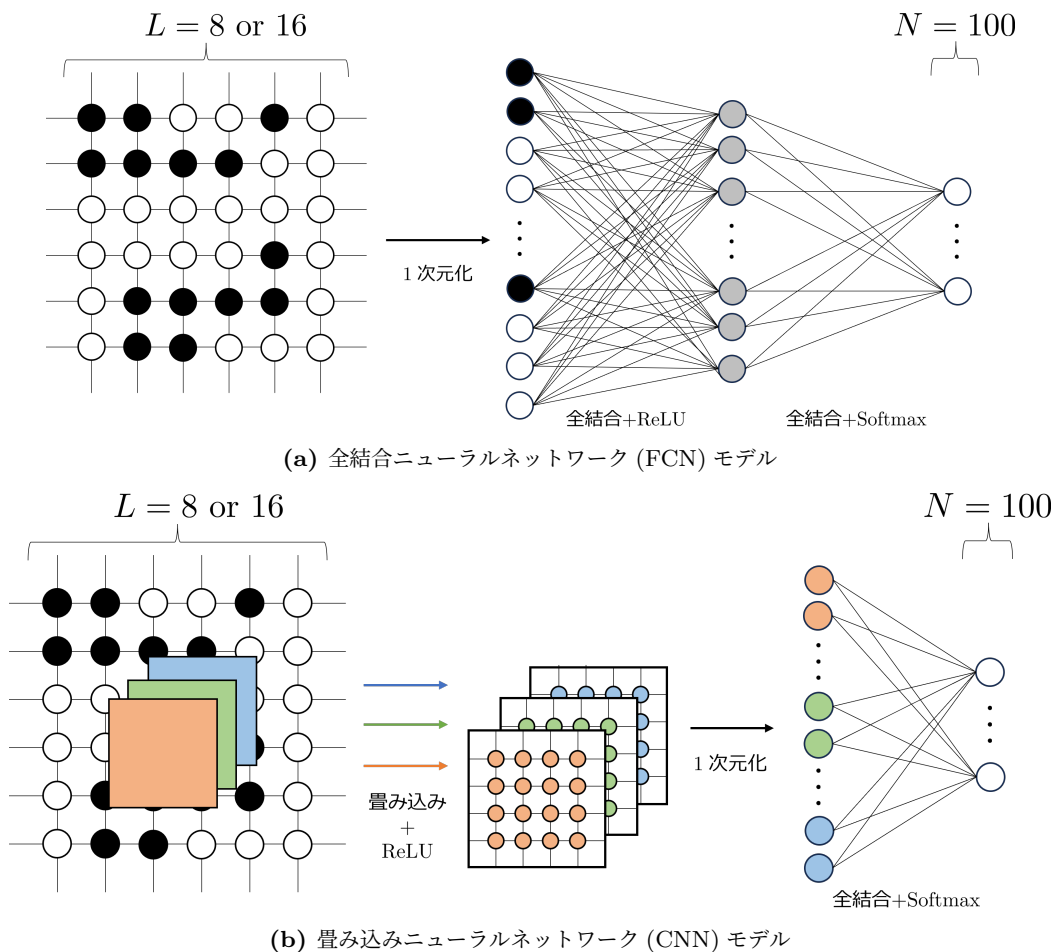 L = 8 or 16
N = 100
1 次元化
全結合+ReLU
全結合+Softmax
(a) 全結合ニューラルネットワーク (FCN) モデル
L = 8 or 16
N = 100
畳み込み
+
ReLU
1 次元化
全結合+Softmax
(b) 畳み込みニューラルネットワーク (CNN) モデル